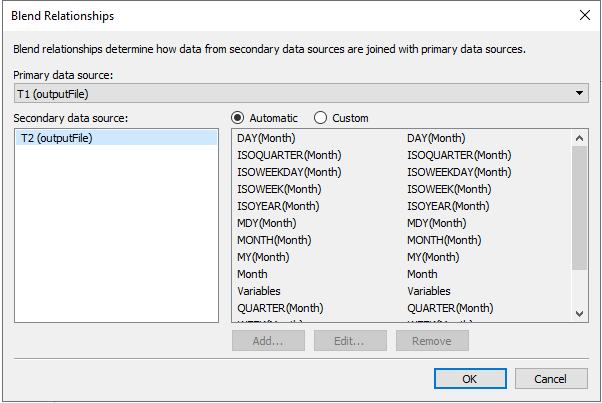 Blend Relationships
Blend relationships determine how data from secondary data sources are joined with primary data sources.
Primary data source:
T1 (outputFile)
Secondary data source:
Automatic Custom
T2 (outputFile)
DAY(Month) DAY(Month)
ISOQUARTER(Month) ISOQUARTER(Month)
ISOWEEKDAY(Month) ISOWEEKDAY(Month)
ISOWEEK(Month) ISOWEEK(Month)
ISOYEAR(Month) ISOYEAR(Month)
MDY(Month) MDY(Month)
MONTH(Month) MONTH(Month)
MY(Month) MY(Month)
Month Month
Variables Variables
QUARTER(Month) QUARTER(Month)
Add... Edit... Remove
OK Cancel